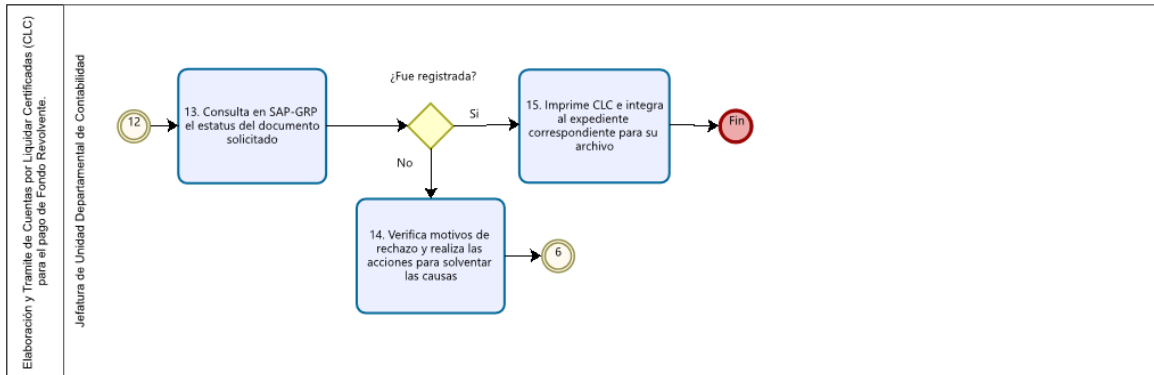 Elaboración y Tramite de Cuentas por Liquidar Certificadas (CLC)
para el pago de Fondo Revolvente.
Jefatura de Unidad Departamental de Contabilidad
12
13. Consulta en SAP-GRP
el estatus del documento
solicitado
¿Fue registrada?
Si
15. Imprime CLC e integra
al expediente
correspondiente para su
archivo
Fin
No
14. Verifica motivos de
rechazo y realiza las
acciones para solventar
las causas
6